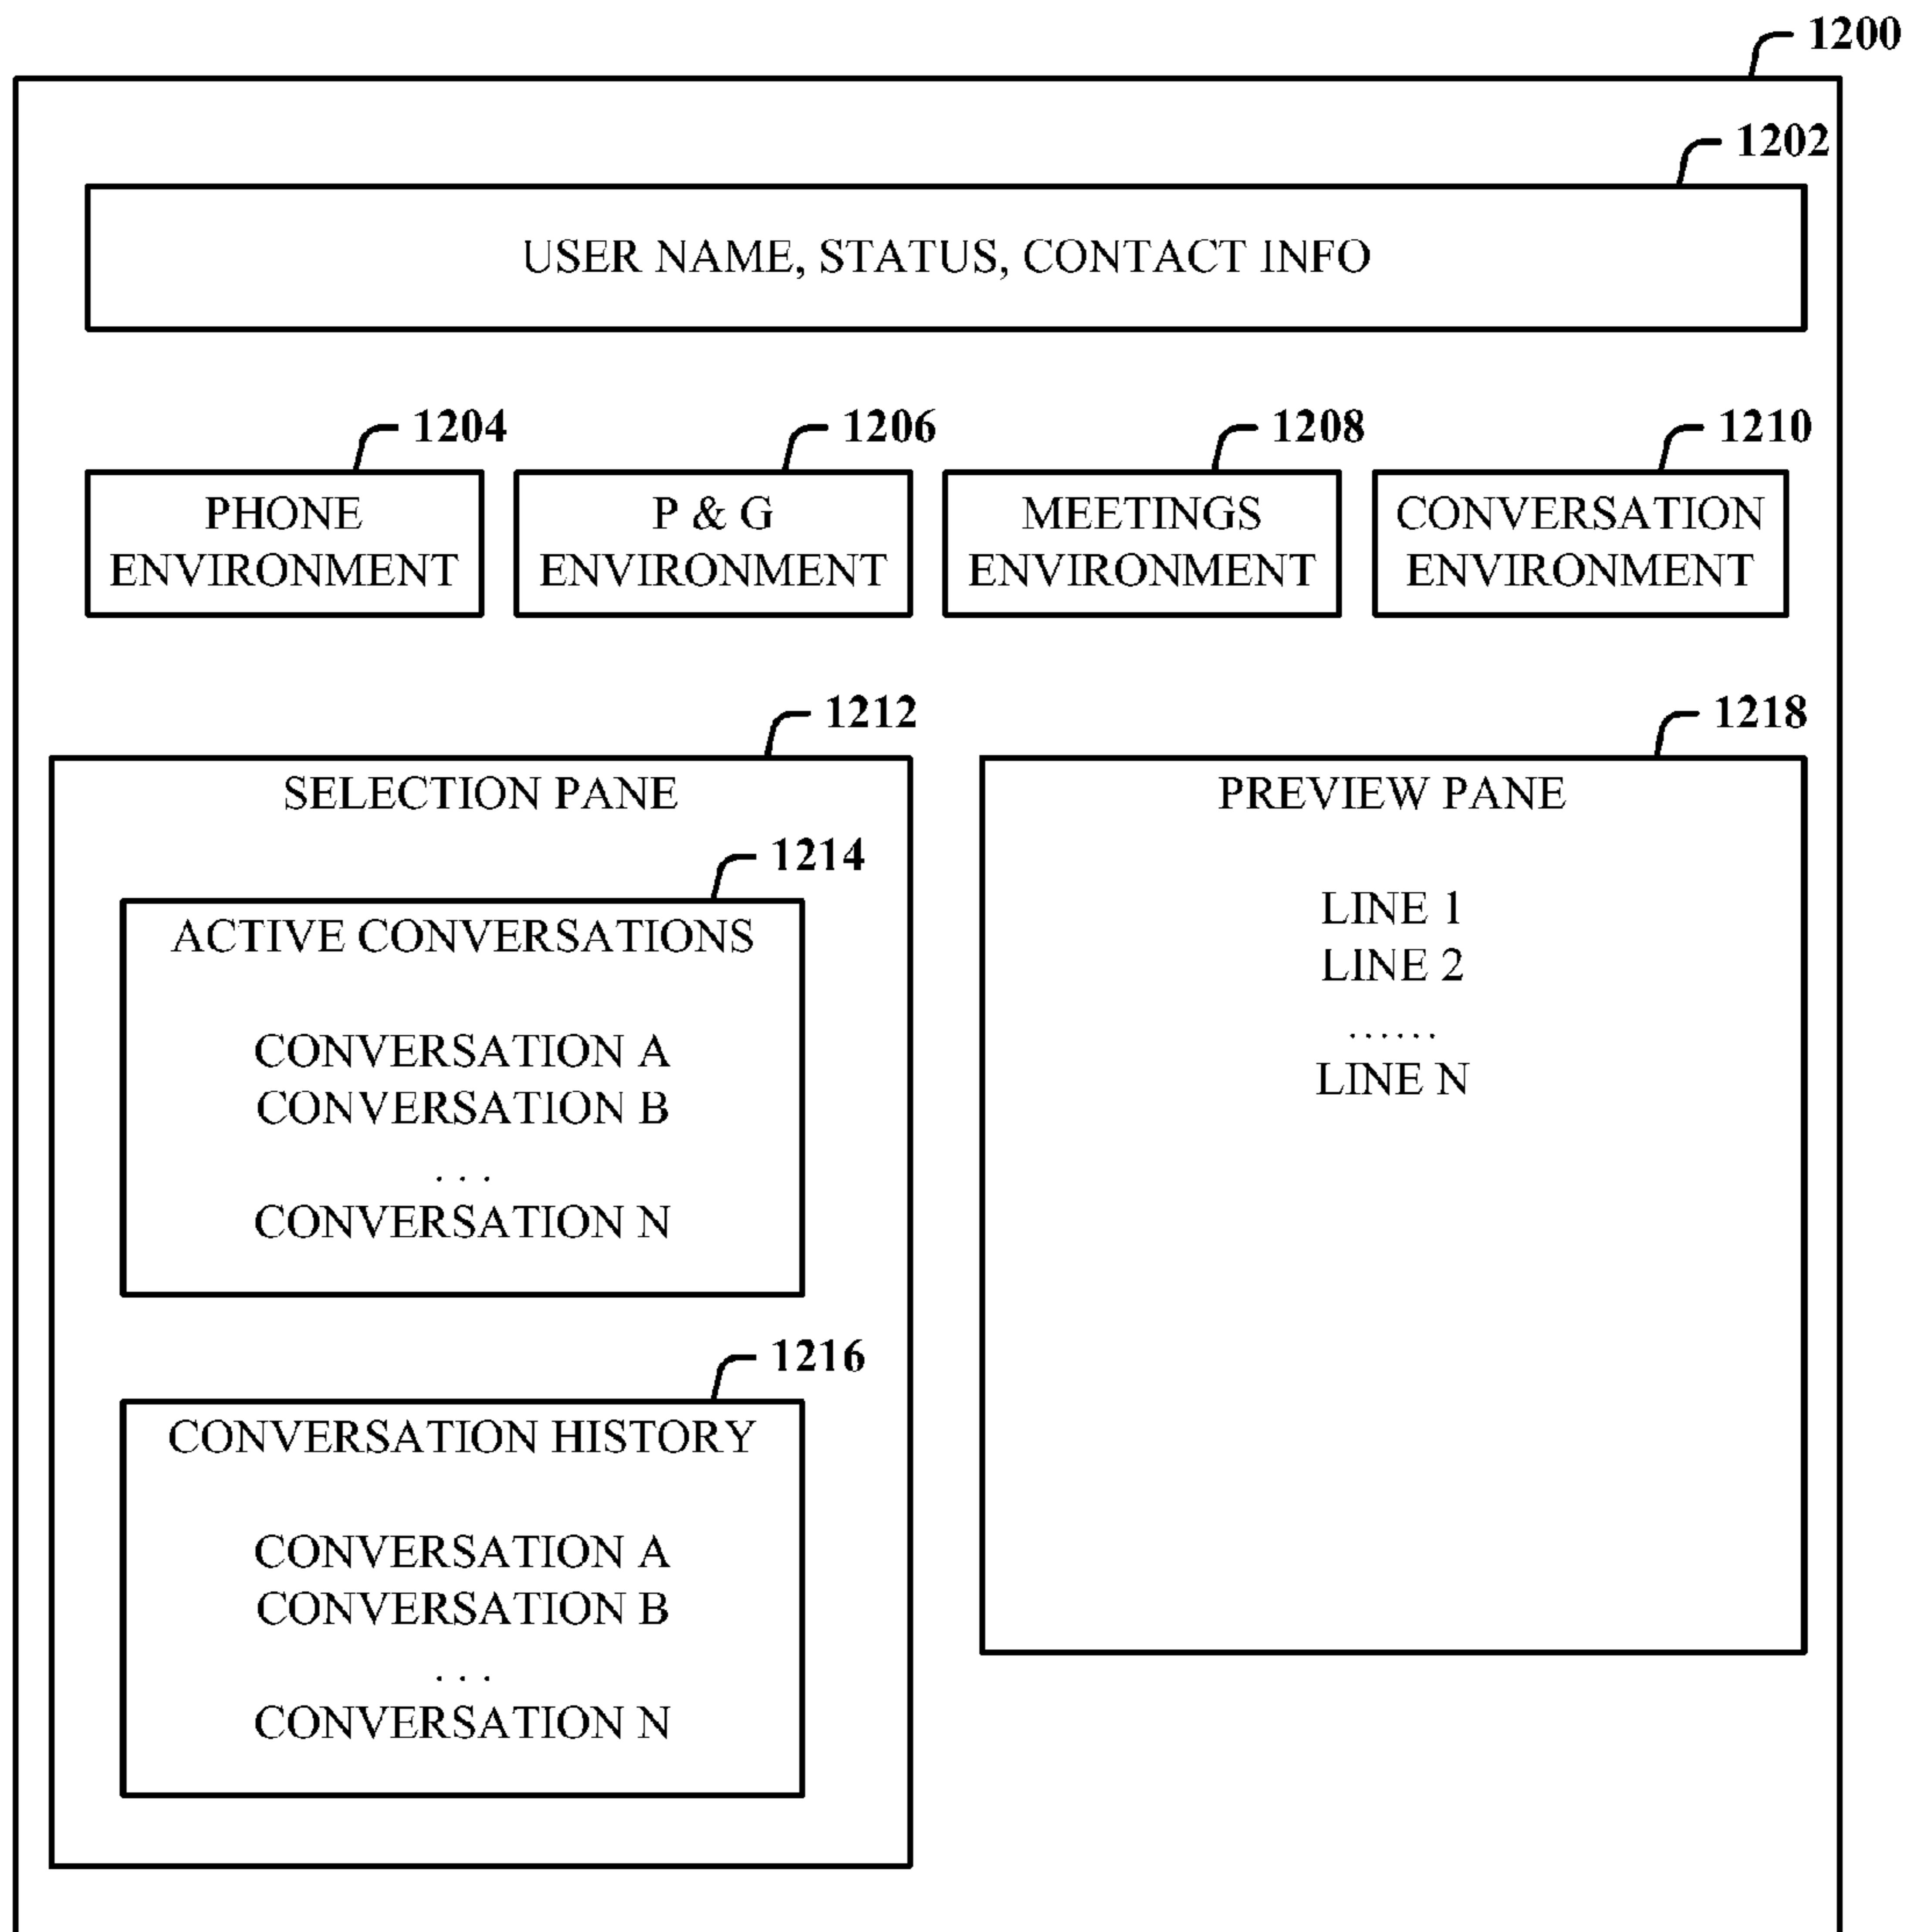 1200
1202
USER NAME, STATUS, CONTACT INFO
1204
1206
1208
1210
PHONE
ENVIRONMENT
P & G
ENVIRONMENT
MEETINGS
ENVIRONMENT
CONVERSATION
ENVIRONMENT
1212
SELECTION PANE
1214
ACTIVE CONVERSATIONS
CONVERSATION A
CONVERSATION B
. . .
CONVERSATION N
1216
CONVERSATION HISTORY
CONVERSATION A
CONVERSATION B
. . .
CONVERSATION N
1218
PREVIEW PANE
LINE 1
LINE 2
......
LINE N